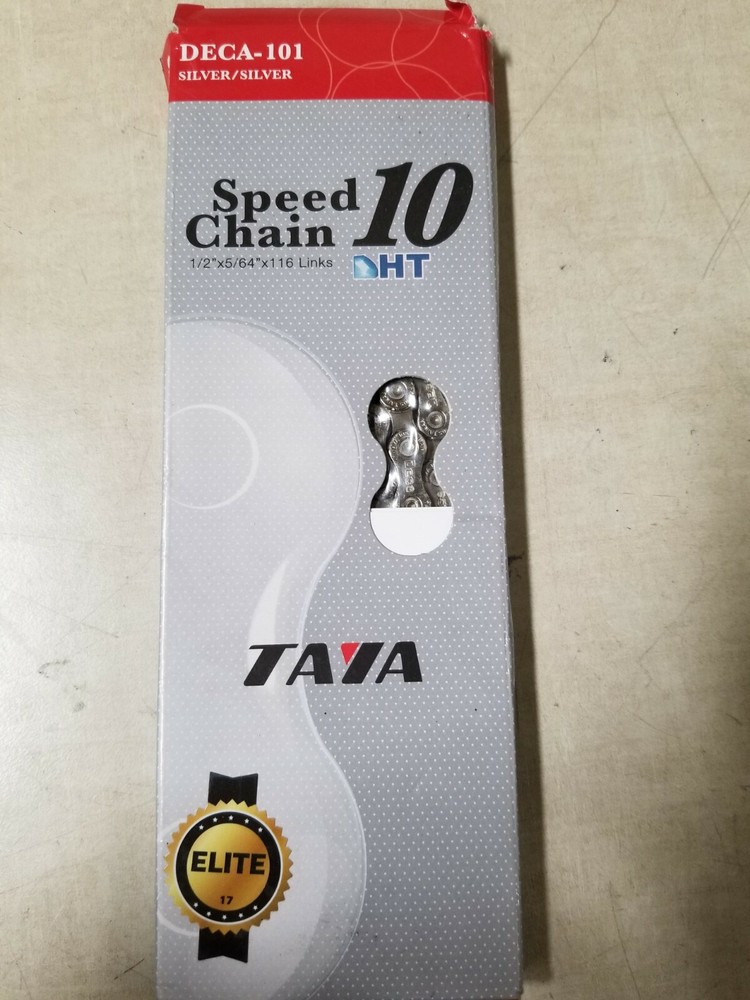 DECA-101
SILVER/SILVER
Speed 10
Chain
1/2"x5/64"x116 Links
DHT
TAYA
ELITE
17